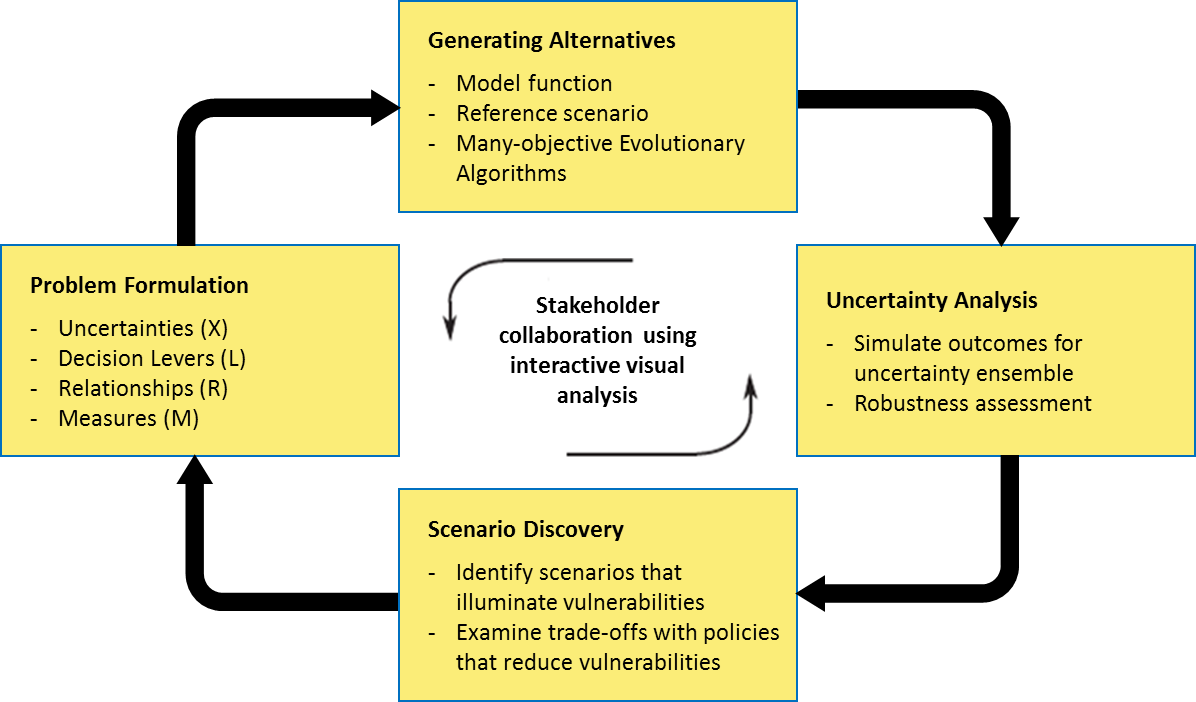 Generating Alternatives
- Model function
- Reference scenario
- Many-objective Evolutionary
Algorithms
Problem Formulation
- Uncertainties (X)
- Decision Levers (L)
- Relationships (R)
- Measures (M)
Stakeholder
collaboration using
interactive visual
analysis
Uncertainty Analysis
- Simulate outcomes for
uncertainty ensemble
- Robustness assessment
Scenario Discovery
- Identify scenarios that
illuminate vulnerabilities
- Examine trade-offs with policies
that reduce vulnerabilities